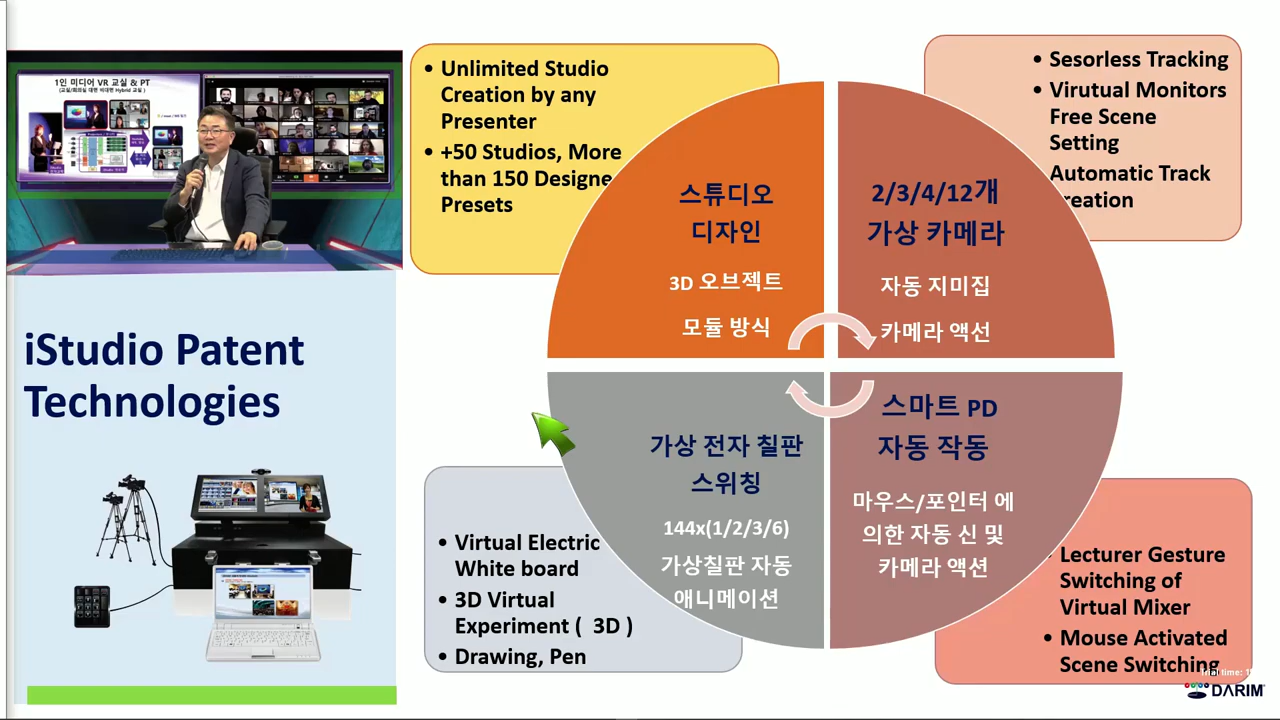 1인 미디어 VR 교실 & PT
iStudio Patent
Technologies
• Unlimited Studio
Creation by any
Presenter
• +50 Studios, More
than 150 Designe
Presets
• Sesorless Tracking
• Virutual Monitors
Free Scene
Setting
Automatic Track
reation
스튜디오
디자인
3D 오브젝트
모듈 방식
2/3/4/12개
가상 카메라
자동 지미집
카메라 액선
가상 전자 칠판
스위칭
144x(1/2/3/6)
가상칠판 자동
애니메이션
스마트 PD
자동 작동
마우스/포인터 에
의한 자동 신 및
카메라 액션
• Virtual Electric
White board
• 3D Virtual
Experiment ( 3D )
• Drawing, Pen
• Lecturer Gesture
Switching of
Virtual Mixer
• Mouse Activated
Scene Switching
Trial time:
DARIM